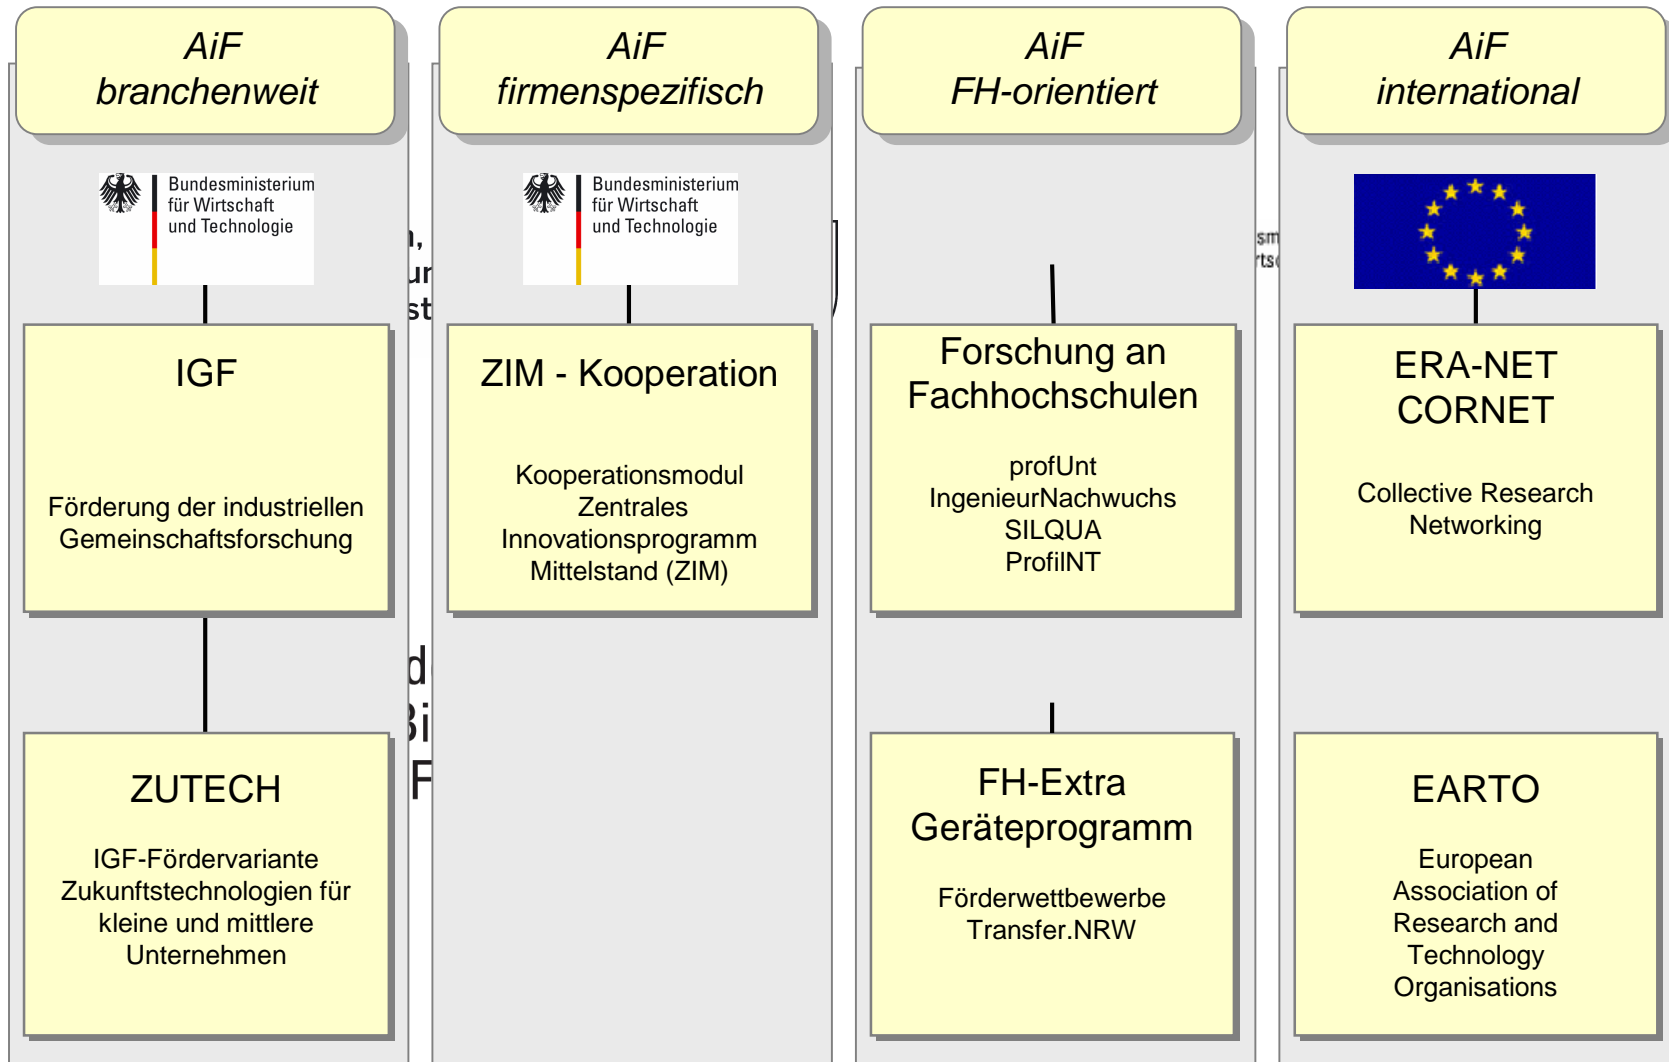 AiF
branchenweit
Bundesministerium
für Wirtschaft
und Technologie
IGF
Förderung der industriellen
Gemeinschaftsforschung
ZUTECH
IGF-Fördervariante
Zukunftstechnologien für
kleine und mittlere
Unternehmen
AiF
firmenspezifisch
Bundesministerium
für Wirtschaft
und Technologie
ZIM - Kooperation
Kooperationsmodul
Zentrales
Innovationsprogramm
Mittelstand (ZIM)
AiF
FH-orientiert
Forschung an
Fachhochschulen
profUnt
IngenieurNachwuchs
SILQUA
ProfilNT
FH-Extra
Geräteprogramm
Förderwettbewerbe
Transfer.NRW
AiF
international
ERA-NET
CORNET
Collective Research
Networking
EARTO
European
Association of
Research and
Technology
Organisations